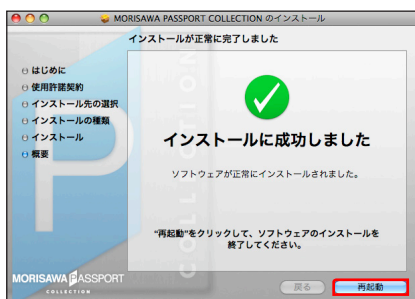 MORISAWA PASSPORT COLLECTION のインストール
インストールが正常に完了しました
はじめに
使用許諾契約
インストール先の選択
インストールの種類
インストール
概要
インストールに成功しました
ソフトウェアが正常にインストールされました。
"再起動"をクリックして、ソフトウェアのインストールを
終了してください。
MORISAWA PASSPORT
COLLECTION
戻る
再起動